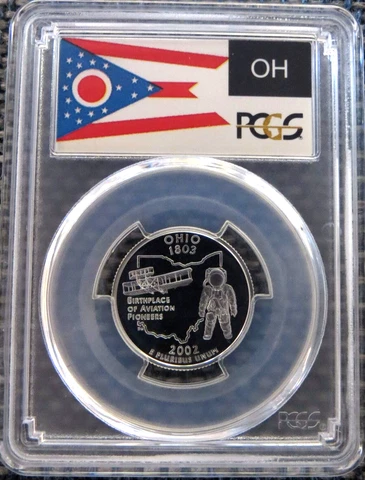 OH
PCGS
OHIO
1803
BIRTHPLACE
OF AVIATION
PIONEERS
2002
E PLURIBUS UNUM
PCGS